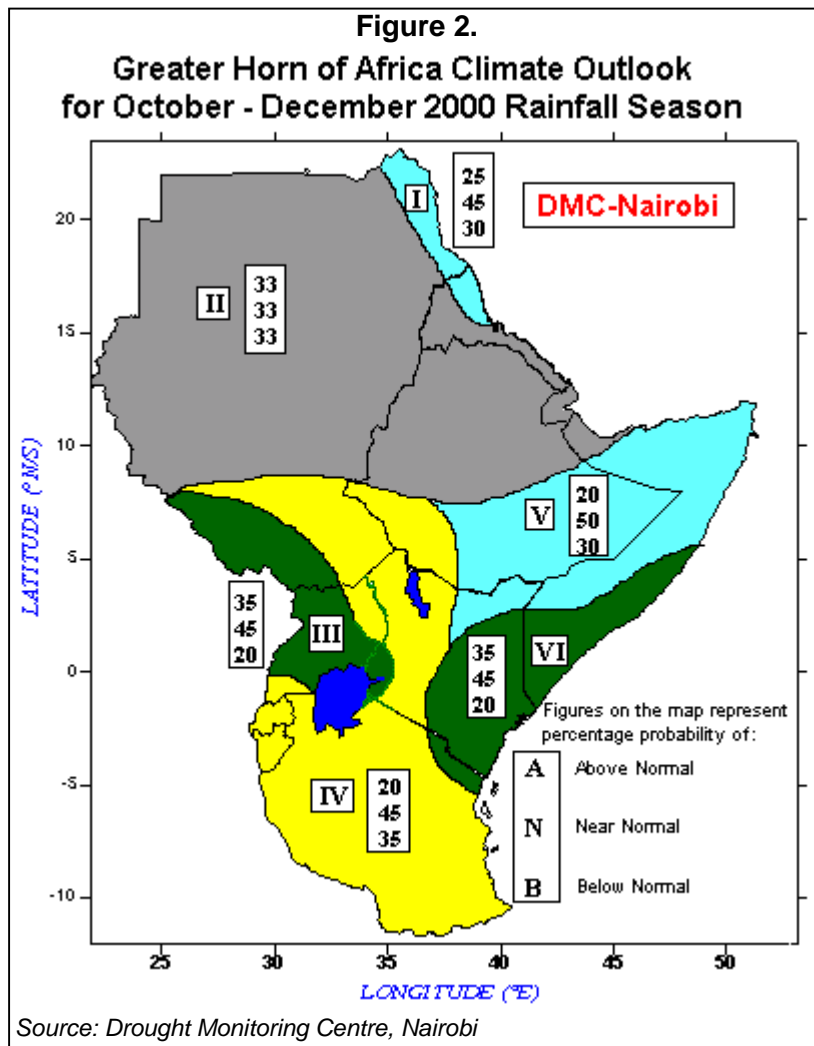 Figure 2.
Greater Horn of Africa Climate Outlook
for October - December 2000 Rainfall Season
DMC-Nairobi
I
25
45
30
II
33
33
33
V
20
50
30
III
35
45
20
VI
35
45
20
IV
20
45
35
Figures on the map represent
percentage probability of:
A Above Normal
N Near Normal
B Below Normal
LATITUDE (° N/S)
20
15
10
5
0
-5
-10
25 30 35 40 45 50
LONGITUDE (°E)
Source: Drought Monitoring Centre, Nairobi